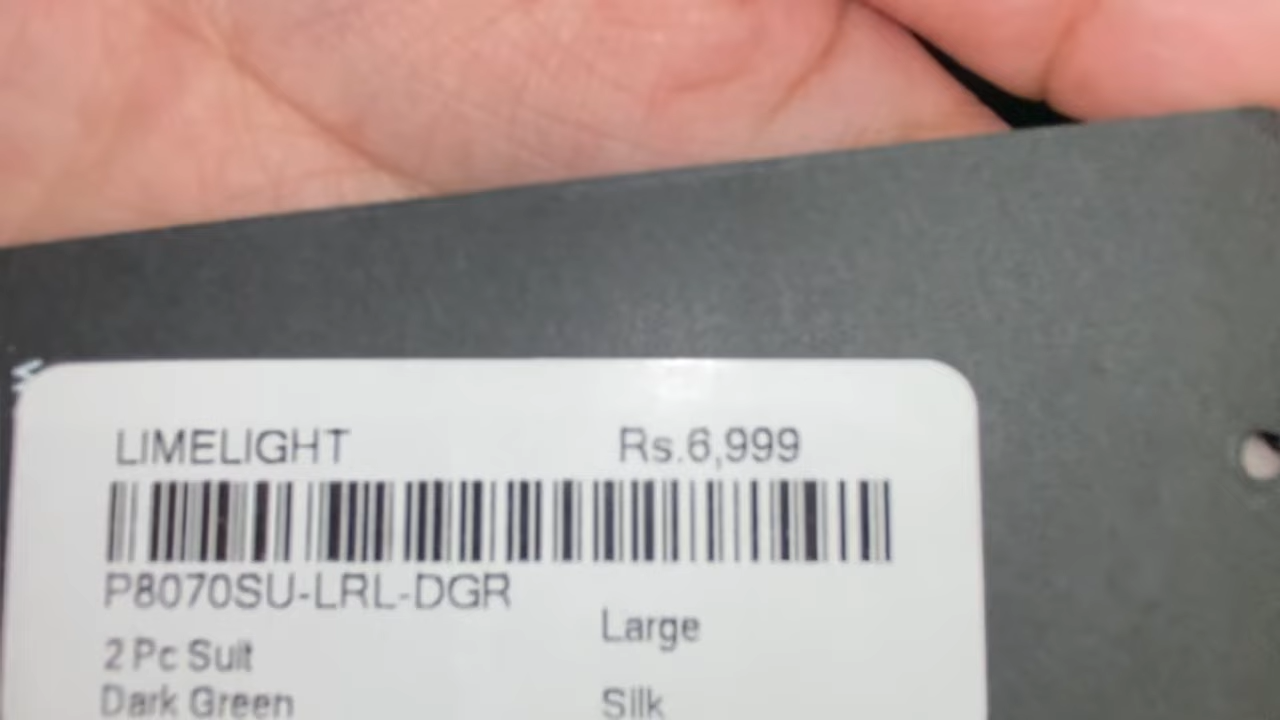 LIMELIGHT Rs.6,999
P8070SU-LRL-DGR
Large
2 Pc Suit
Dark Green Silk